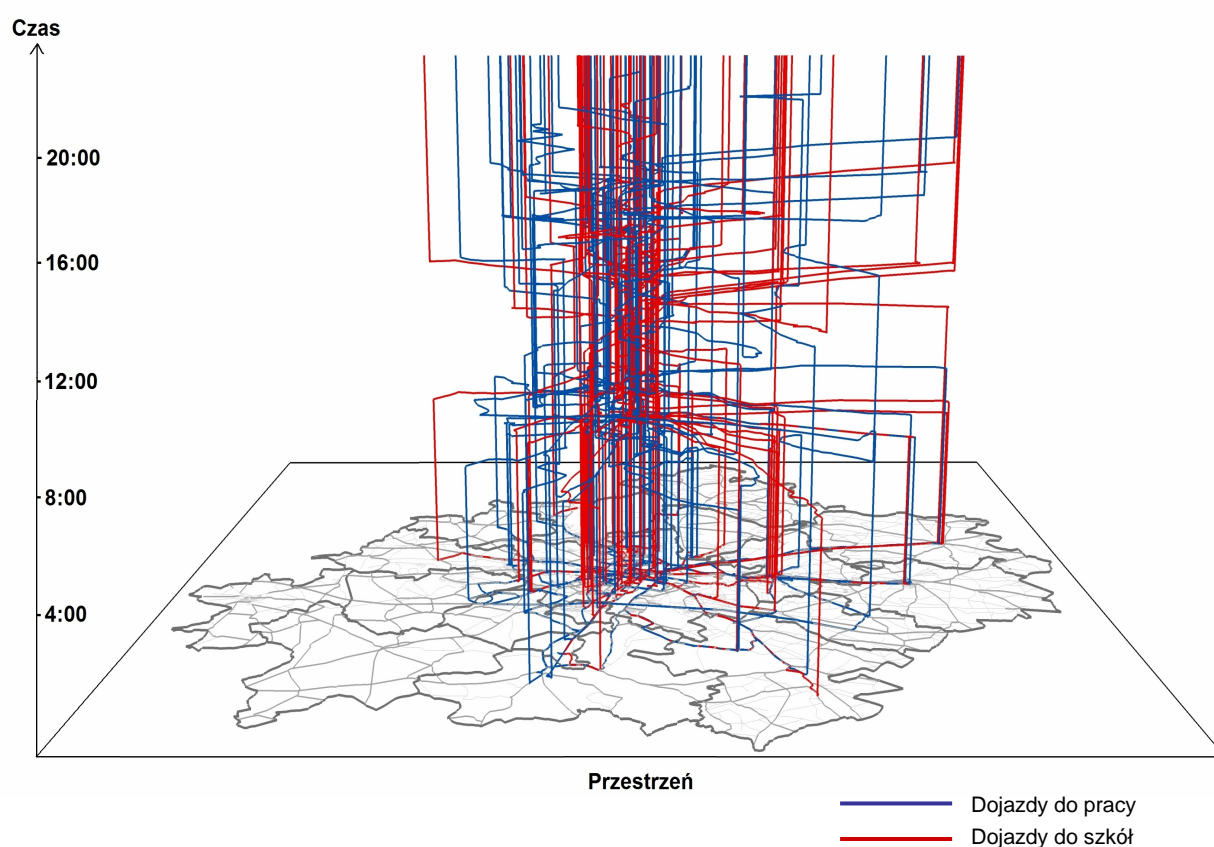 Czas
20:00
16:00
12:00
8:00
4:00
Przestrzeń
Dojazdy do pracy
Dojazdy do szkół